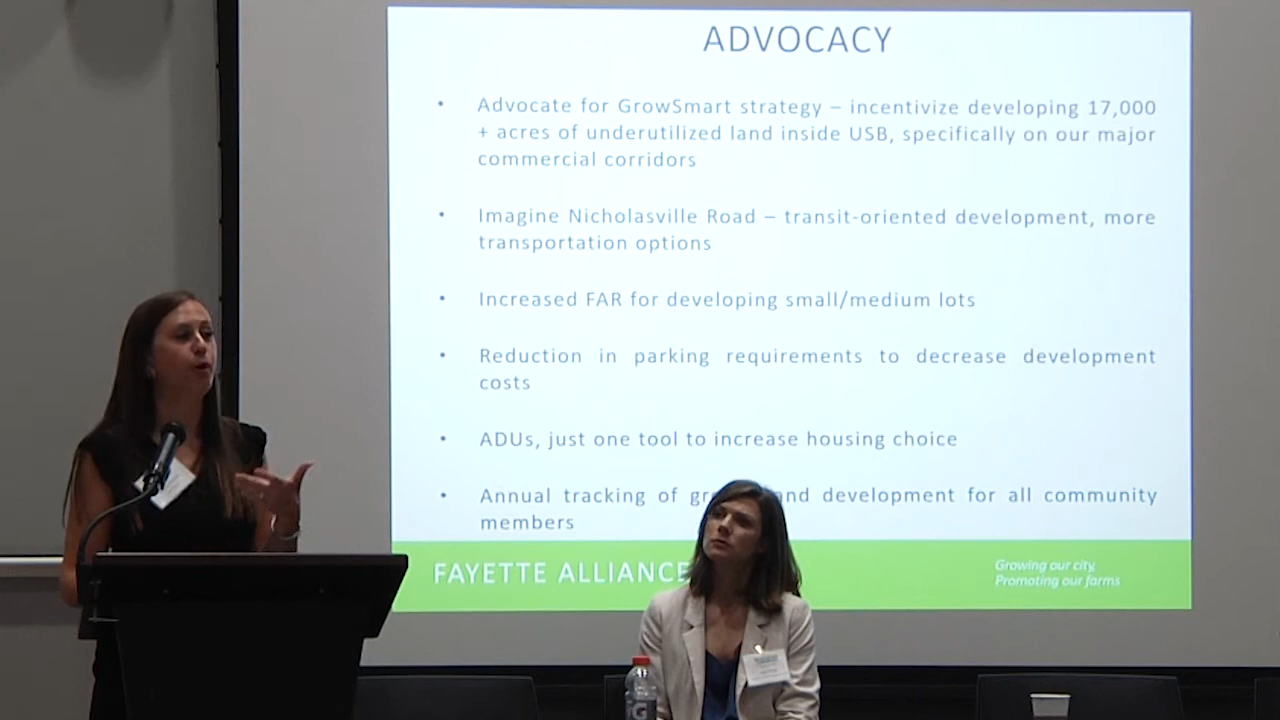 ADVOCACY
• Advocate for GrowSmart strategy – incentivize developing 17,000
+ acres of underutilized land inside USB, specifically on our major
commercial corridors
• Imagine Nicholasville Road – transit-oriented development, more
transportation options
• Increased FAR for developing small/medium lots
• Reduction in parking requirements to decrease development
costs
• ADUs, just one tool to increase housing choice
• Annual tracking of and development for all community
members
FAYETTE ALLIANCE
Growing our city,
Promoting our farms
G